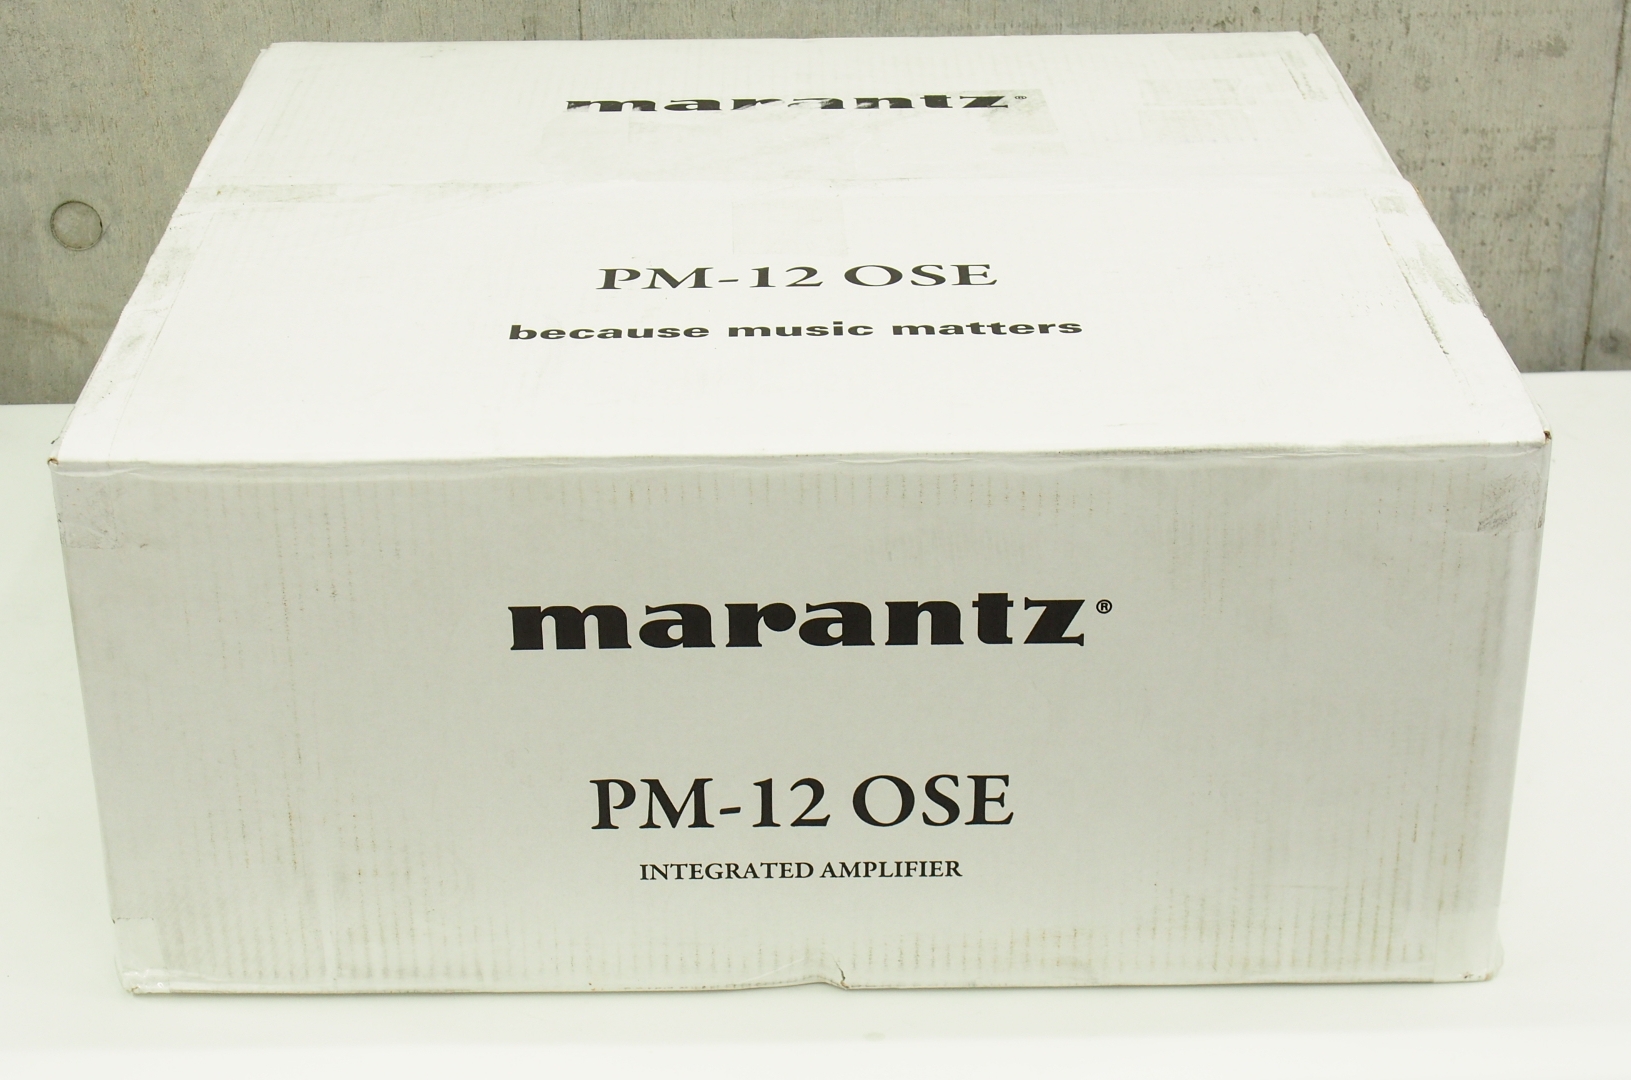 marantz®
PM-12 OSE
because music matters
marantz®
PM-12 OSE
INTEGRATED AMPLIFIER